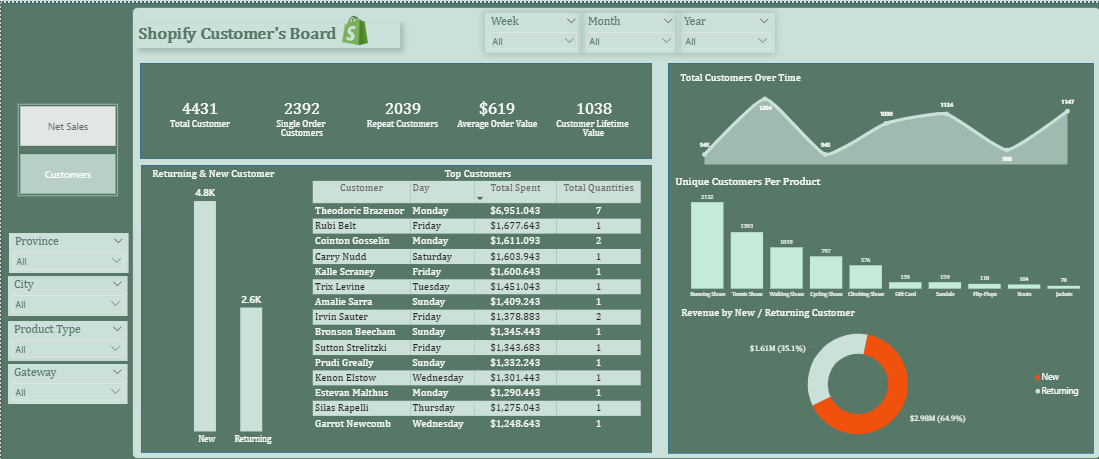 Shopify Customer's Board
Week
All
Month
All
Year
All
Net Sales
Customers
Province
All
City
All
Product Type
All
Gateway
All
4431
Total Customer
2392
Single Order
Customers
2039
Repeat Customers
$619
Average Order Value
1038
Customer Lifetime
Value
Returning & New Customer
4.8K
2.6K
New
Returning
Top Customers
Customer Day Total Spent Total Quantities
Theodoric Brazenor Monday $6,951.043 7
Rubi Belt Friday $1,677.643 1
Cointon Gosselin Monday $1,611.093 2
Carry Nudd Saturday $1,603.943 1
Kalle Scraney Friday $1,600.643 1
Trix Levine Tuesday $1,451.043 1
Amalie Sarra Sunday $1,409.243 1
Irvin Sauter Friday $1,378.883 2
Bronson Beecham Sunday $1,345.443 1
Sutton Strelitzki Friday $1,343.683 1
Prudi Greally Sunday $1,332.243 1
Kenon Elstow Wednesday $1,301.443 1
Estevan Malthus Monday $1,290.443 1
Silas Rapelli Thursday $1,275.043 1
Garrot Newcomb Wednesday $1,248.643 1
Total Customers Over Time
945
1204
945
1090
1134
1147
Unique Customers Per Product
2132
1393
1019
797
576
159
159
118
104
70
Running Shoes
Tennis Shoes
Walking Shoes
Cycling Shoes
Climbing Shoes
Gift Card
Sandals
Flip-Flops
Boots
Jackets
Revenue by New / Returning Customer
$1.61M (35.1%)
$2.98M (64.9%)
New
Returning